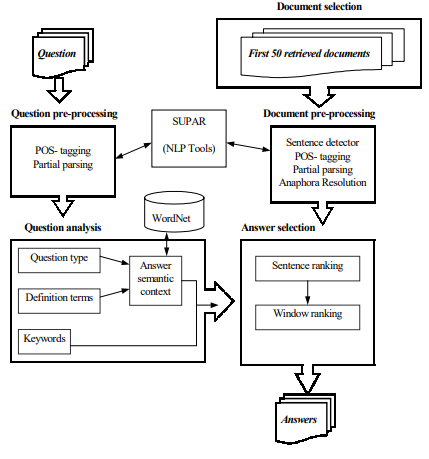 Document selection
Question
First 50 retrieved documents
Question pre-processing
Document pre-processing
SUPAR
(NLP Tools)
POS- tagging
Partial parsing
Sentence detector
POS- tagging
Partial parsing
Anaphora Resolution
WordNet
Question analysis
Answer selection
Question type
Definition terms
Keywords
Answer
semantic
context
Sentence ranking
Window ranking
Answers